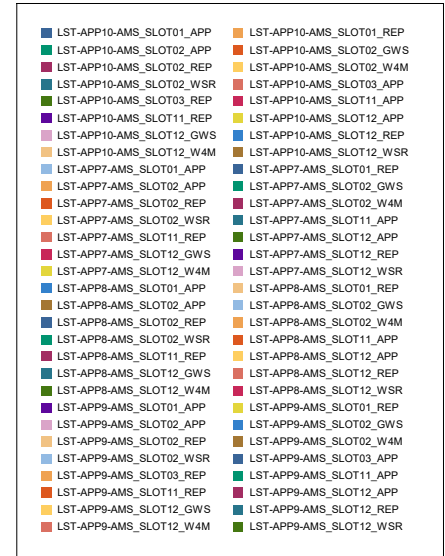 LST-APP10-AMS_SLOT01_APP LST-APP10-AMS_SLOT01_REP
LST-APP10-AMS_SLOT02_APP LST-APP10-AMS_SLOT02_GWS
LST-APP10-AMS_SLOT02_REP LST-APP10-AMS_SLOT02_W4M
LST-APP10-AMS_SLOT02_WSR LST-APP10-AMS_SLOT03_APP
LST-APP10-AMS_SLOT03_REP LST-APP10-AMS_SLOT11_APP
LST-APP10-AMS_SLOT11_REP LST-APP10-AMS_SLOT12_APP
LST-APP10-AMS_SLOT12_GWS LST-APP10-AMS_SLOT12_REP
LST-APP10-AMS_SLOT12_W4M LST-APP10-AMS_SLOT12_WSR
LST-APP7-AMS_SLOT01_APP LST-APP7-AMS_SLOT01_REP
LST-APP7-AMS_SLOT02_APP LST-APP7-AMS_SLOT02_GWS
LST-APP7-AMS_SLOT02_REP LST-APP7-AMS_SLOT02_W4M
LST-APP7-AMS_SLOT02_WSR LST-APP7-AMS_SLOT11_APP
LST-APP7-AMS_SLOT11_REP LST-APP7-AMS_SLOT12_APP
LST-APP7-AMS_SLOT12_GWS LST-APP7-AMS_SLOT12_REP
LST-APP7-AMS_SLOT12_W4M LST-APP7-AMS_SLOT12_WSR
LST-APP8-AMS_SLOT01_APP LST-APP8-AMS_SLOT01_REP
LST-APP8-AMS_SLOT02_APP LST-APP8-AMS_SLOT02_GWS
LST-APP8-AMS_SLOT02_REP LST-APP8-AMS_SLOT02_W4M
LST-APP8-AMS_SLOT02_WSR LST-APP8-AMS_SLOT11_APP
LST-APP8-AMS_SLOT11_REP LST-APP8-AMS_SLOT12_APP
LST-APP8-AMS_SLOT12_GWS LST-APP8-AMS_SLOT12_REP
LST-APP8-AMS_SLOT12_W4M LST-APP8-AMS_SLOT12_WSR
LST-APP9-AMS_SLOT01_APP LST-APP9-AMS_SLOT01_REP
LST-APP9-AMS_SLOT02_APP LST-APP9-AMS_SLOT02_GWS
LST-APP9-AMS_SLOT02_REP LST-APP9-AMS_SLOT02_W4M
LST-APP9-AMS_SLOT02_WSR LST-APP9-AMS_SLOT03_APP
LST-APP9-AMS_SLOT03_REP LST-APP9-AMS_SLOT11_APP
LST-APP9-AMS_SLOT11_REP LST-APP9-AMS_SLOT12_APP
LST-APP9-AMS_SLOT12_GWS LST-APP9-AMS_SLOT12_REP
LST-APP9-AMS_SLOT12_W4M LST-APP9-AMS_SLOT12_WSR